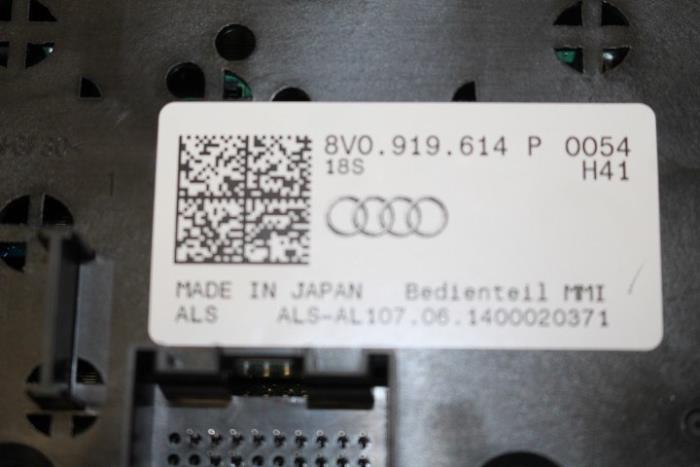 8V0.919.614 P 0054
18S H41
MADE IN JAPAN Bedienteil MMI
ALS ALS-AL107.06.1400020371